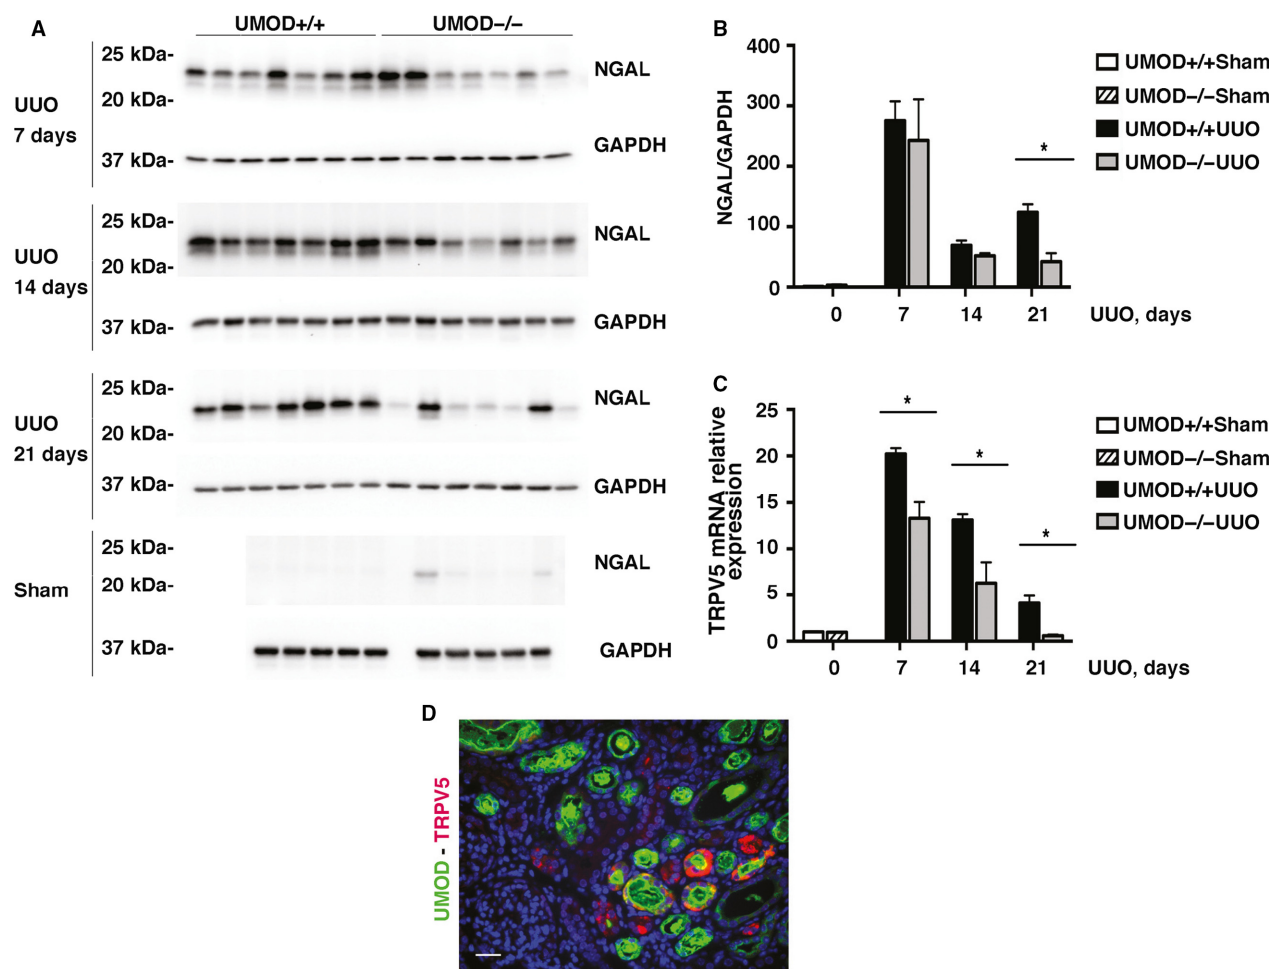 A
UMOD+/+
UMOD–/–
UUO
7 days
25 kDa-
20 kDa-
37 kDa-
NGAL
GAPDH
UUO
14 days
25 kDa-
20 kDa-
37 kDa-
NGAL
GAPDH
UUO
21 days
25 kDa-
20 kDa-
37 kDa-
NGAL
GAPDH
Sham
25 kDa-
20 kDa-
37 kDa-
NGAL
GAPDH
B
NGAL/GAPDH
400
300
200
100
0
*
0 7 14 21 UUO, days
UMOD+/+Sham
UMOD–/–Sham
UMOD+/+UUO
UMOD–/–UUO
C
TRPV5 mRNA relative
expression
25
20
15
10
5
0
*
*
*
0 7 14 21 UUO, days
UMOD+/+Sham
UMOD–/–Sham
UMOD+/+UUO
UMOD–/–UUO
D
UMOD - TRPV5